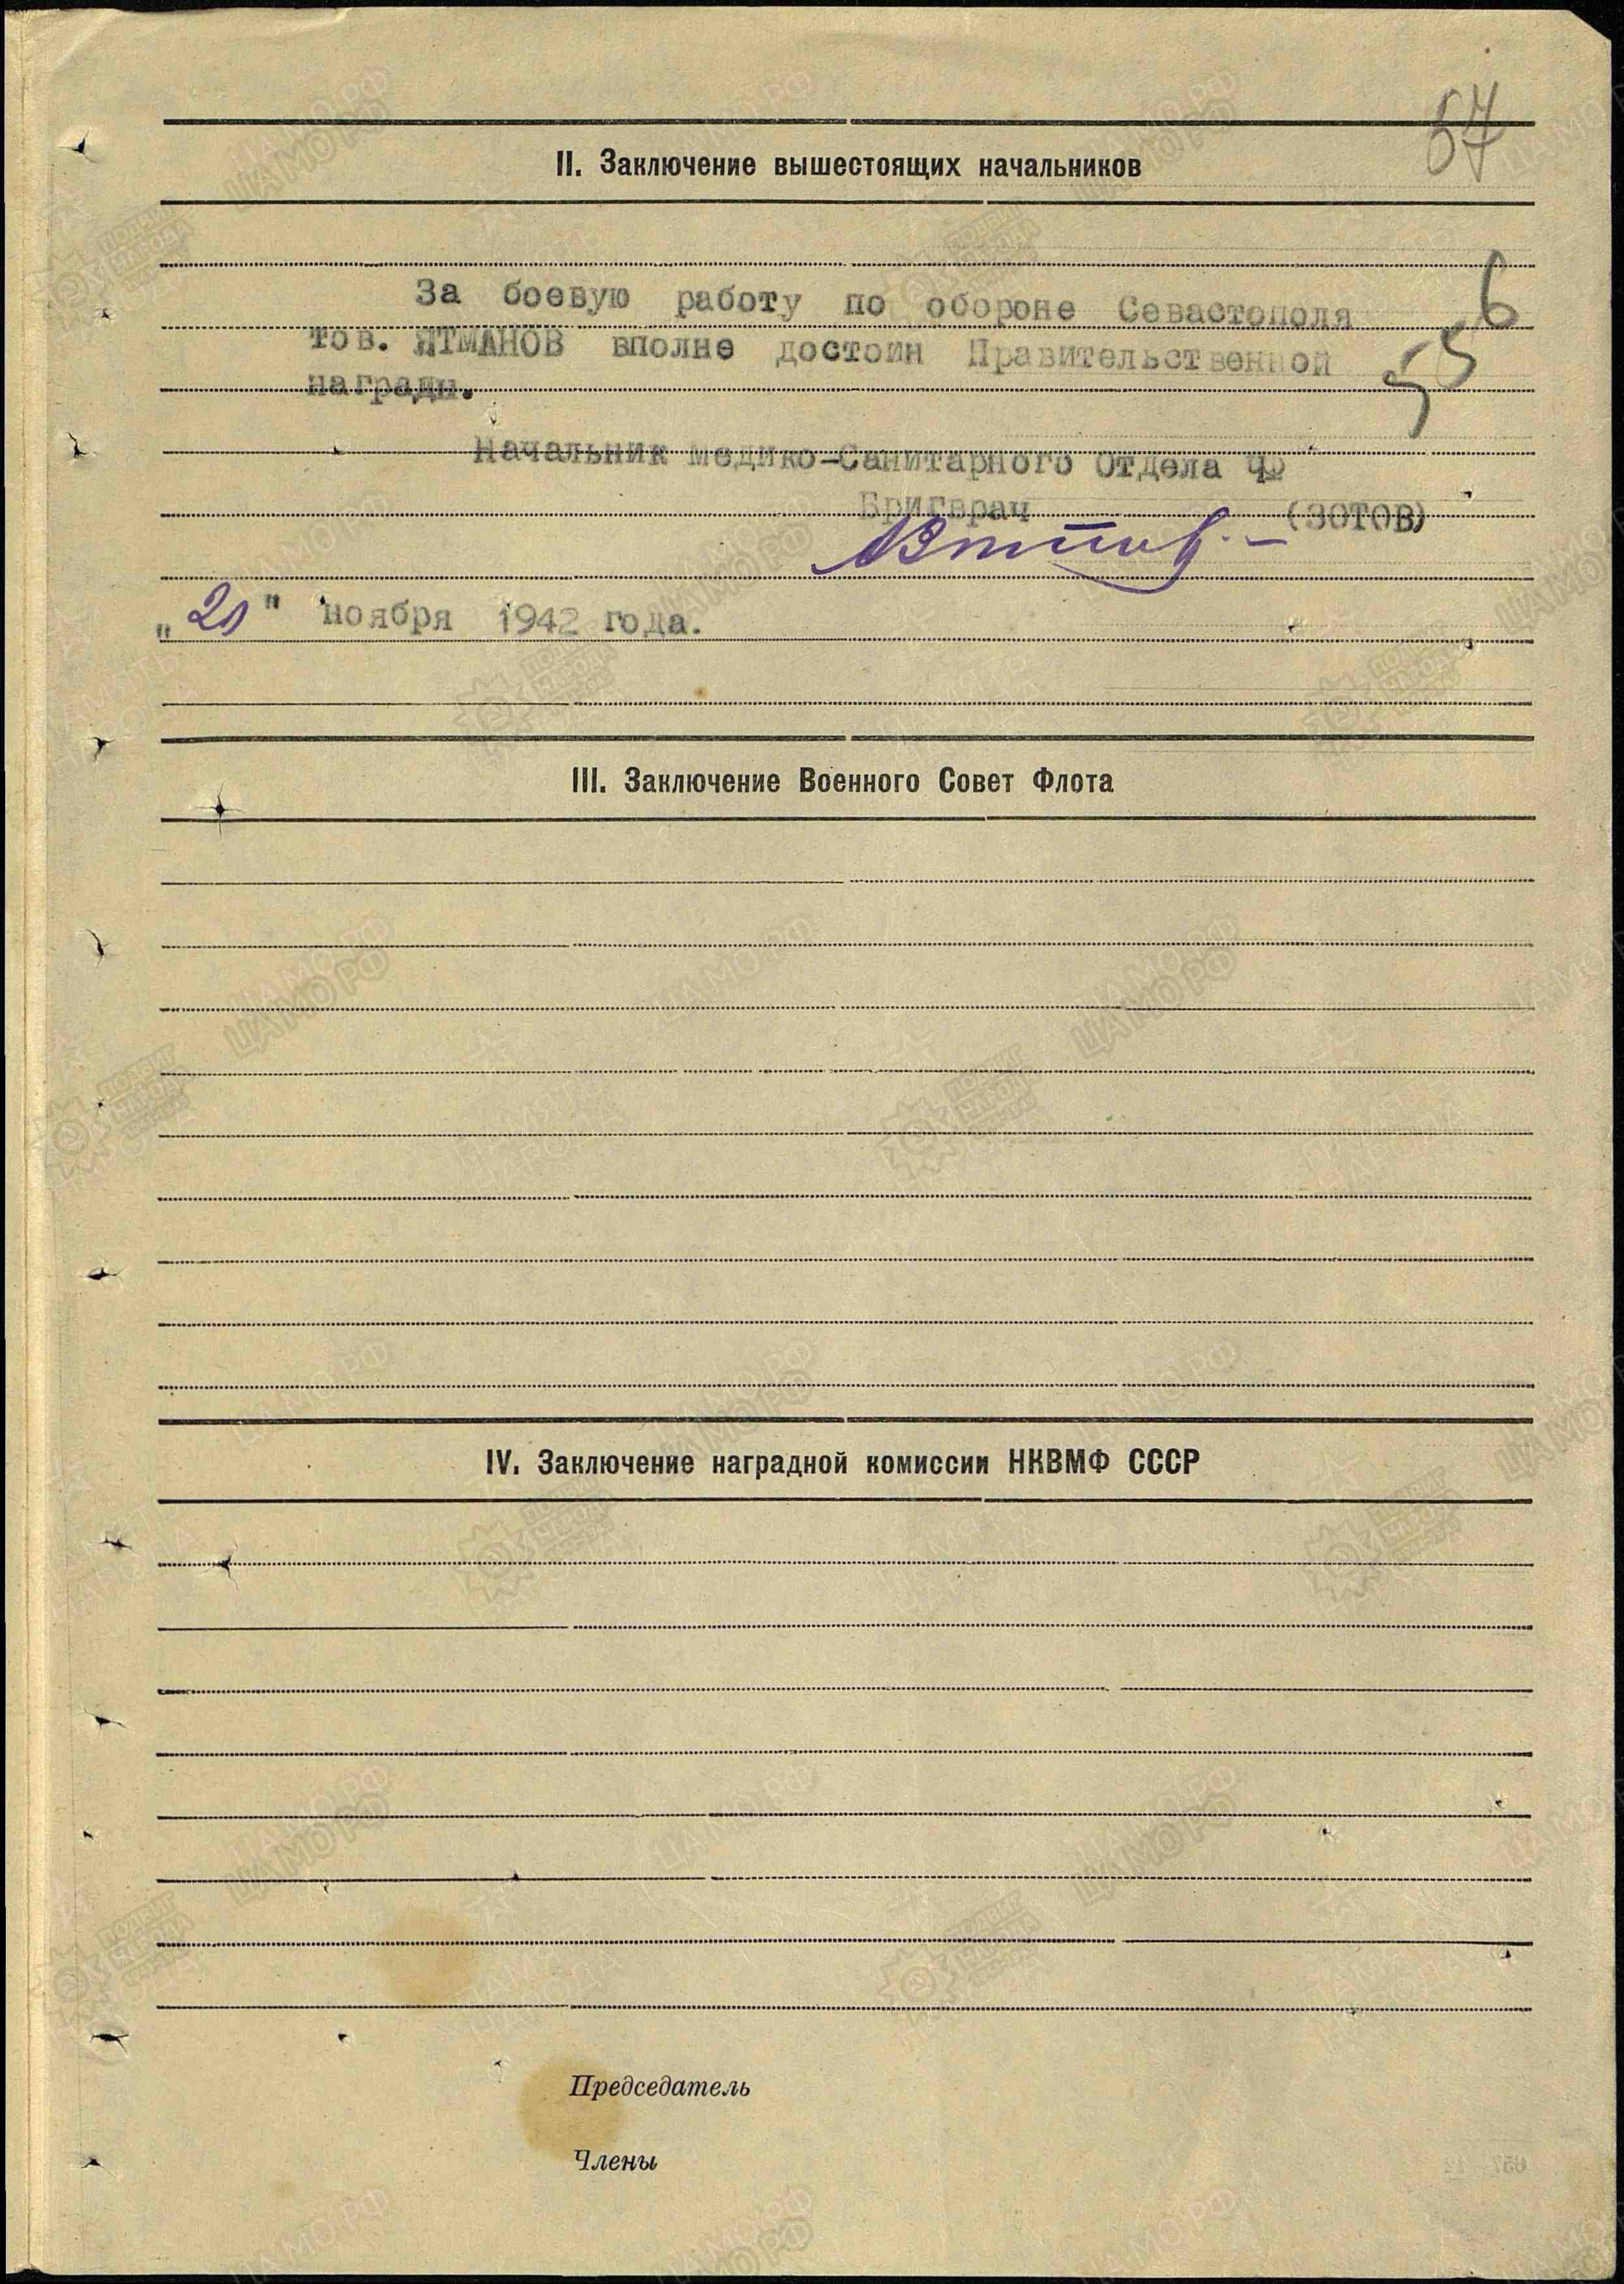 57
II. Заключение вышестоящих начальников
За боевую работу по обороне Севастополя
тов. ЯТМАНОВ вполне достоин Правительственной
награды.
556
Начальник Медико-Санитарного Отдела ЧФ
Бригврач (ЗОТОВ)
" ноября 1942 года.
III. Заключение Военного Совет Флота
IV. Заключение наградной комиссии НКВМФ СССР
Председатель
Члены